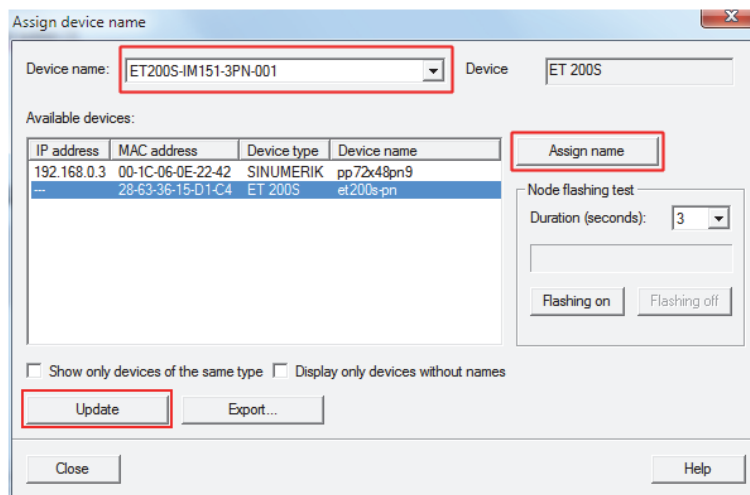 Assign device name
Device name: ET200S-IM151-3PN-001 Device ET 200S
Available devices:
IP address MAC address Device type Device name
192.168.0.3 00-1C-06-0E-22-42 SINUMERIK pp72x48pn9
--- 28-63-36-15-D1-C4 ET 200S et200s-pn
Assign name
Node flashing test
Duration (seconds): 3
Flashing on Flashing off
Show only devices of the same type Display only devices without names
Update Export...
Close Help